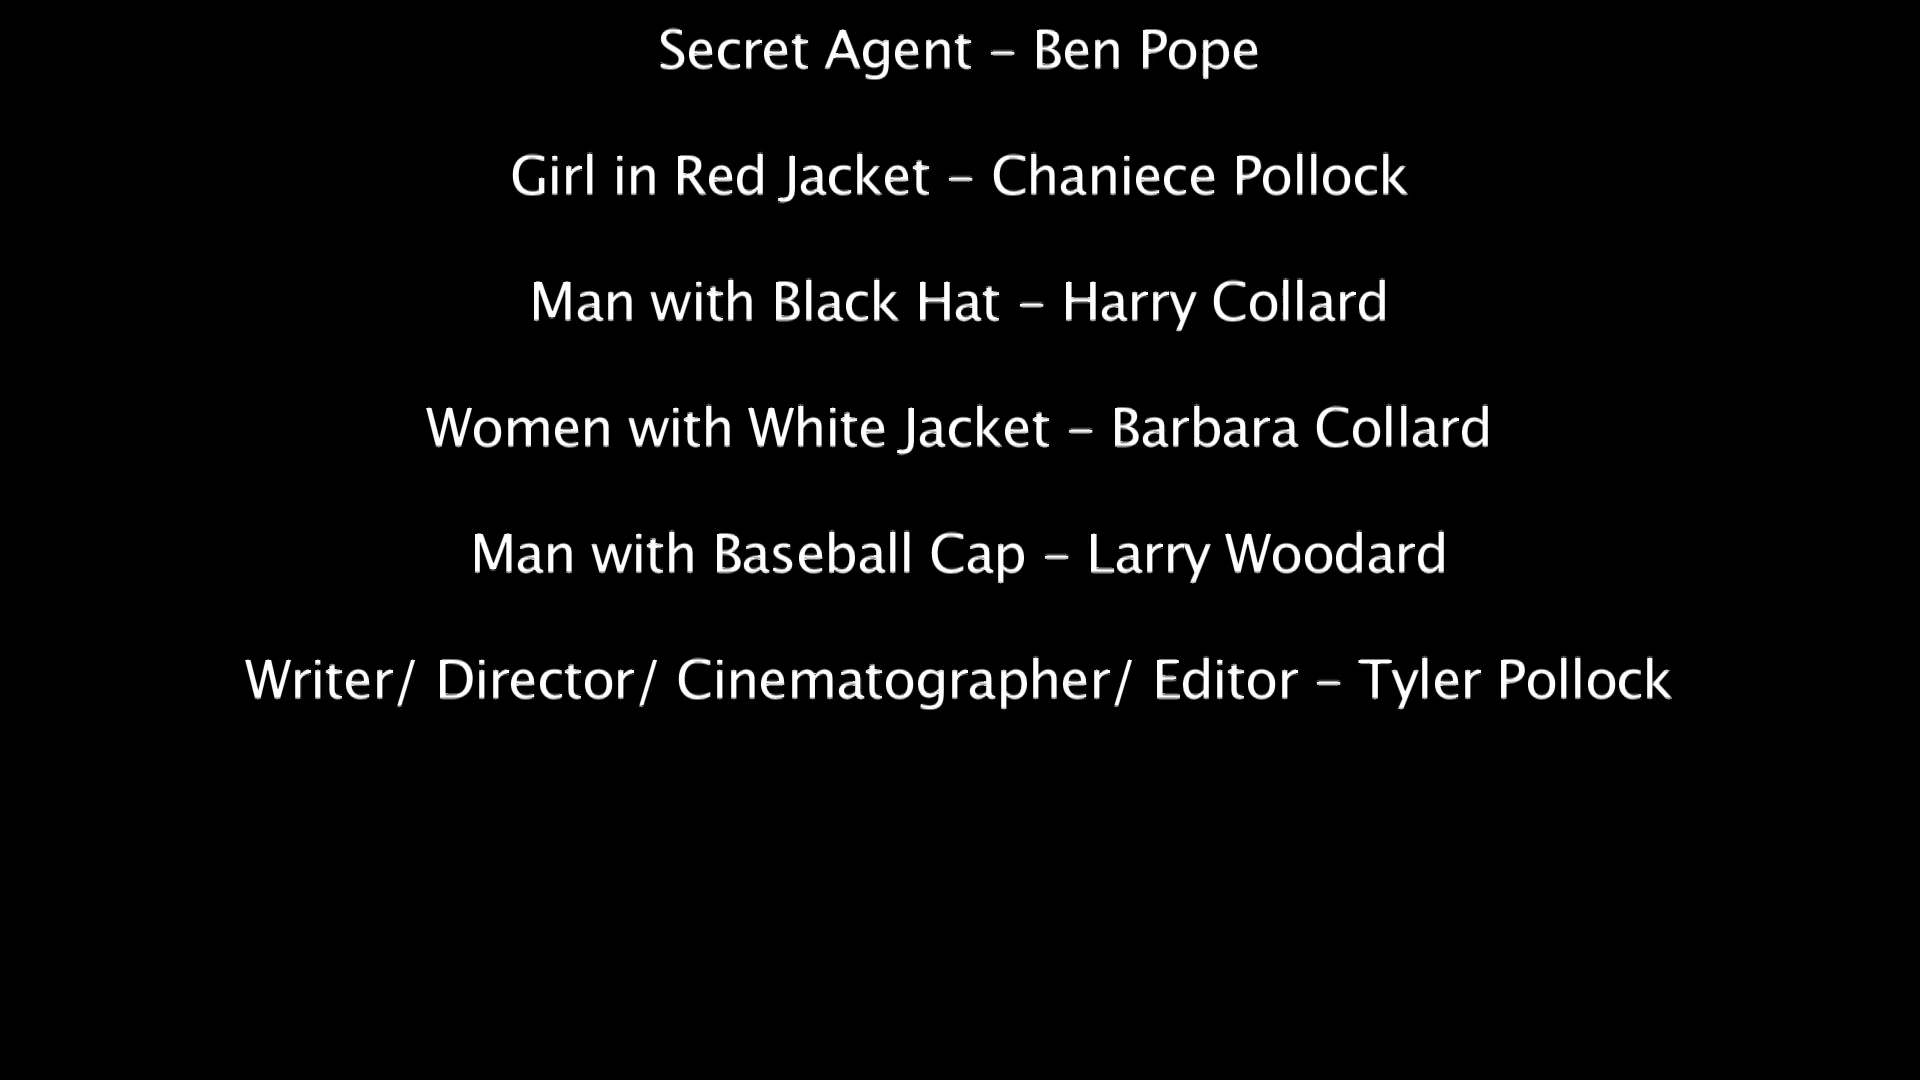 Secret Agent - Ben Pope
Girl in Red Jacket - Chaniece Pollock
Man with Black Hat - Harry Collard
Women with White Jacket - Barbara Collard
Man with Baseball Cap - Larry Woodard
Writer/ Director/ Cinematographer/ Editor - Tyler Pollock